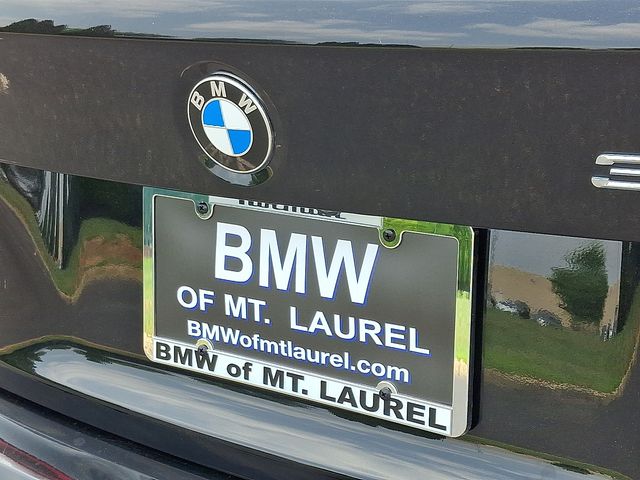 BMW
BMW
OF MT. LAUREL
BMWofmtlaurel.com
BMW of MT. LAUREL